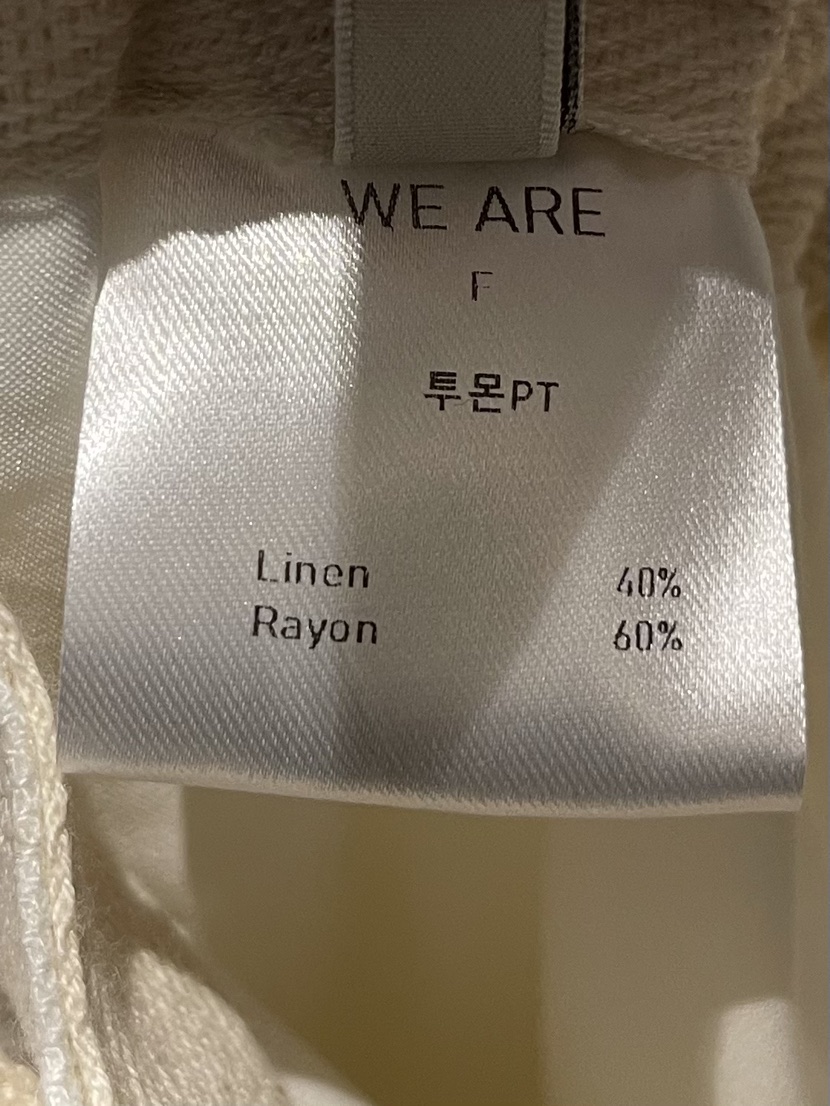 WE ARE
F
투몬PT
Linen 40%
Rayon 60%